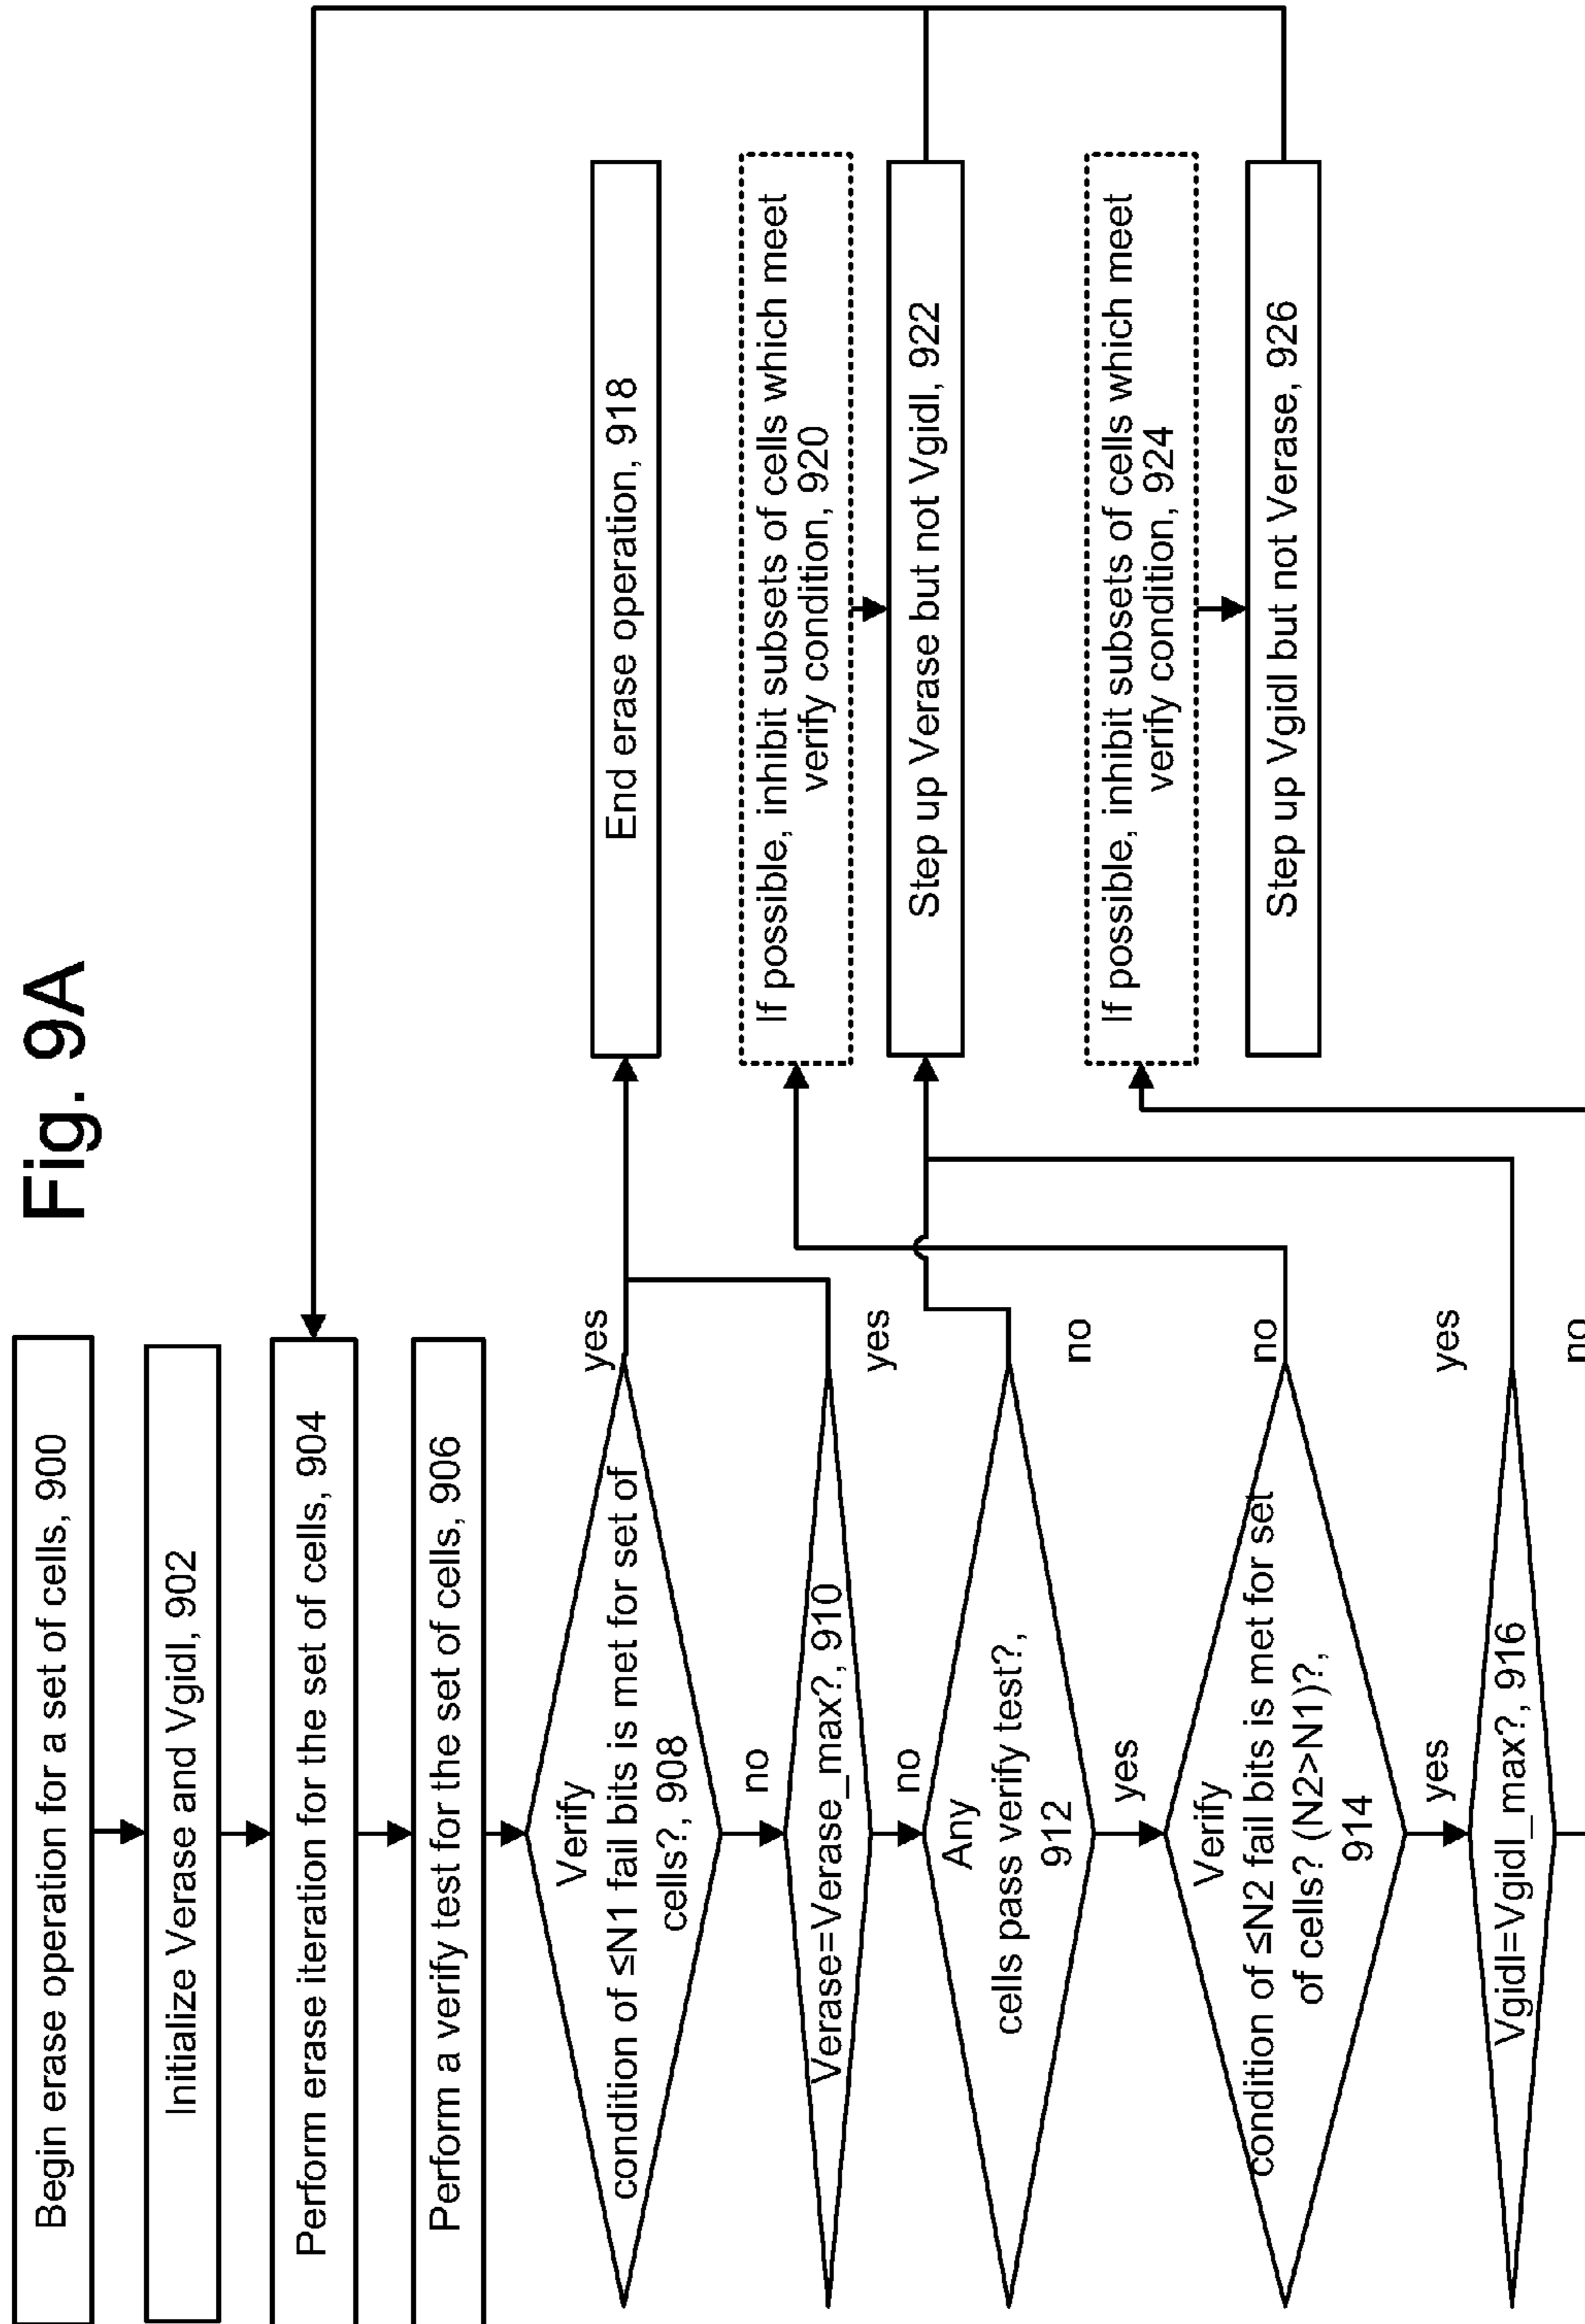 Fig. 9A
Begin erase operation for a set of cells, 900
Initialize Verase and Vgidl, 902
Perform erase iteration for the set of cells, 904
Perform a verify test for the set of cells, 906
Verify
condition of ≤N1 fail bits is met for set of
cells?, 908
yes
no
Verase=Verase_max?, 910
yes
no
Any
cells pass verify test?,
912
no
yes
Verify
condition of ≤N2 fail bits is met for set
of cells? (N2>N1)?,
914
no
yes
Vgidl=Vgidl_max?, 916
yes
no
End erase operation, 918
If possible, inhibit subsets of cells which meet
verify condition, 920
Step up Verase but not Vgidl, 922
If possible, inhibit subsets of cells which meet
verify condition, 924
Step up Vgidl but not Verase, 926